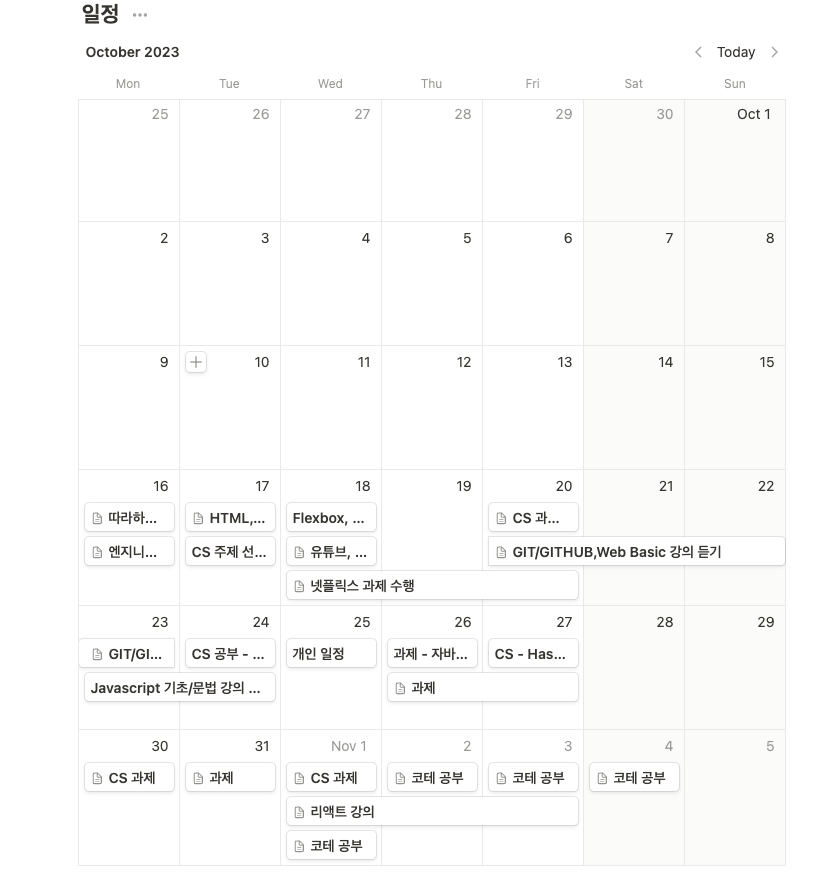 일정 ...
October 2023 Today
Mon Tue Wed Thu Fri Sat Sun
25 26 27 28 29 30 Oct 1
2 3 4 5 6 7 8
9 10 11 12 13 14 15
16 17 18 19 20 21 22
따라하... HTML,... Flexbox, ... CS 과...
엔지니... CS 주제 선... 유튜브, ... GIT/GITHUB,Web Basic 강의 듣기
넷플릭스 과제 수행
23 24 25 26 27 28 29
GIT/GI... CS 공부 - ... 개인 일정 과제 - 자바... CS - Has...
Javascript 기초/문법 강의 ... 과제
30 31 Nov 1 2 3 4 5
CS 과제 과제 CS 과제 코테 공부 코테 공부 코테 공부
리액트 강의
코테 공부